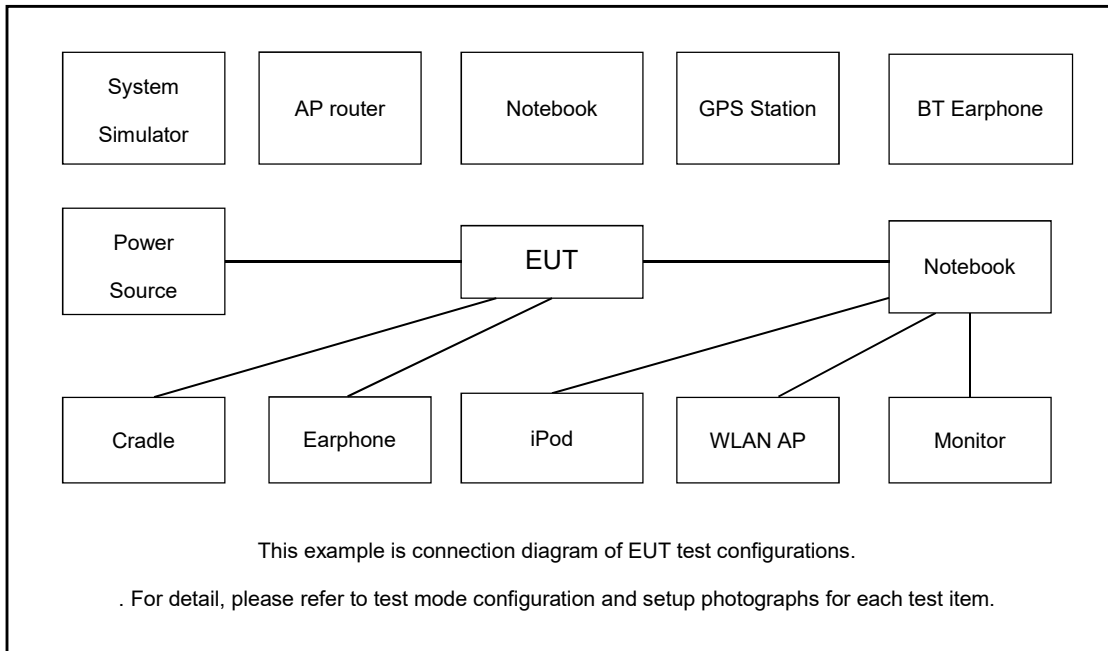 System
Simulator
AP router
Notebook
GPS Station
BT Earphone
Power
Source
EUT
Notebook
Cradle
Earphone
iPod
WLAN AP
Monitor
This example is connection diagram of EUT test configurations.
. For detail, please refer to test mode configuration and setup photographs for each test item.